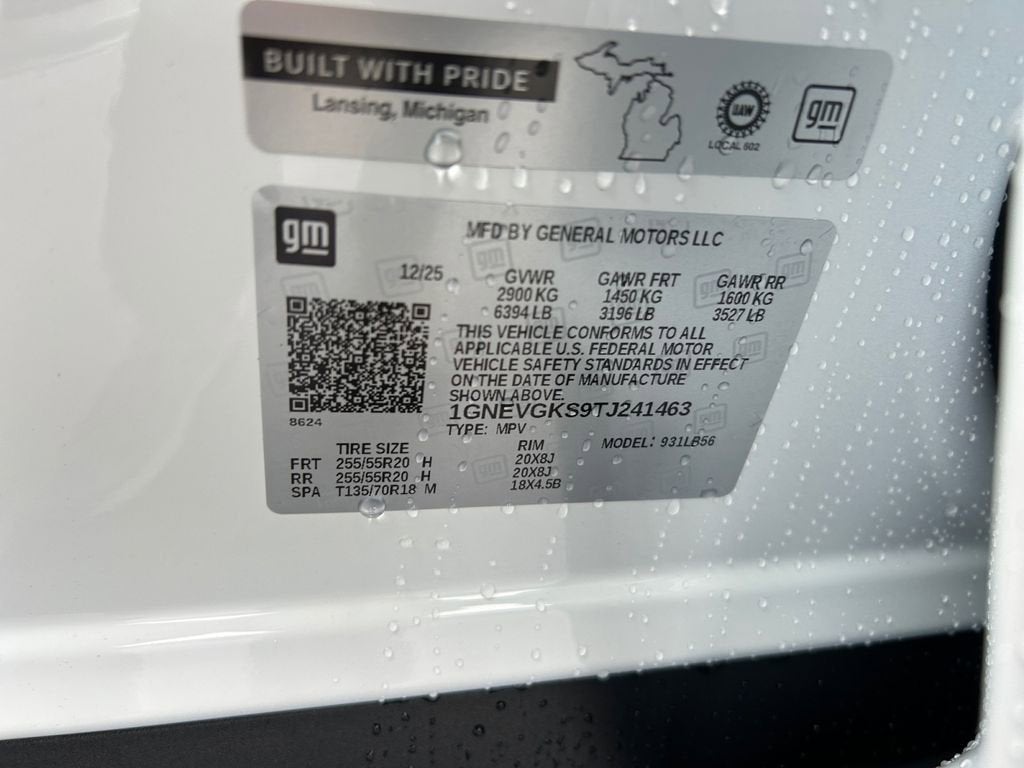 BUILT WITH PRIDE
Lansing, Michigan
UAW
LOCAL 602
gm
gm
MFD BY GENERAL MOTORS LLC
12/25 GVWR GAWR FRT GAWR RR
2900 KG 1450 KG 1600 KG
6394 LB 3196 LB 3527 LB
THIS VEHICLE CONFORMS TO ALL
APPLICABLE U.S. FEDERAL MOTOR
VEHICLE SAFETY STANDARDS IN EFFECT
ON THE DATE OF MANUFACTURE
SHOWN ABOVE.
1GNEVGKS9TJ241463
8624
TYPE: MPV MODEL: 931LB56
TIRE SIZE RIM
FRT 255/55R20 H 20X8J
RR 255/55R20 H 20X8J
SPA T135/70R18 M 18X4.5B